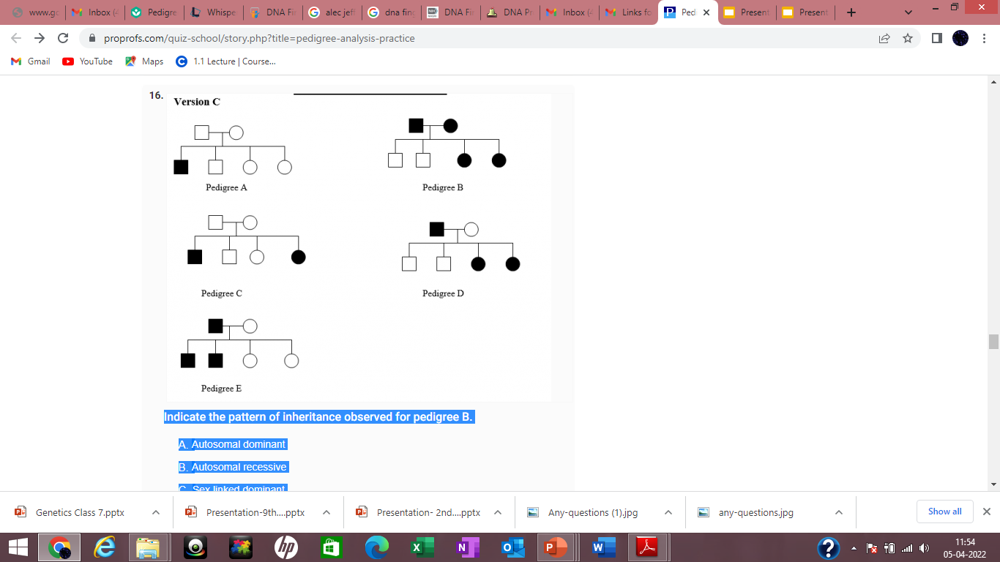 www.gc
Inbox (4
Pedigre
Whispe
DNA Fi
alec jeff
dna fing
DNA Fi
DNA Pr
Inbox (4
Links fo
Pedi
Present
Present
proprofs.com/quiz-school/story.php?title=pedigree-analysis-practice
Gmail YouTube Maps 1.1 Lecture | Course...
16.
Version C
Pedigree A
Pedigree B
Pedigree C
Pedigree D
Pedigree E
Indicate the pattern of inheritance observed for pedigree B.
A. Autosomal dominant
B. Autosomal recessive
C. Sex linked dominant
Genetics Class 7.pptx
Presentation-9th....pptx
Presentation- 2nd....pptx
Any-questions (1).jpg
any-questions.jpg
Show all
11:54
05-04-2022